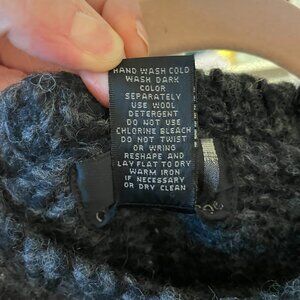 HAND WASH COLD
WASH DARK
COLOR
SEPARATELY
USE WOOL
DETERGENT
DO NOT USE
CHLORINE BLEACH
DO NOT TWIST
OR WRING
RESHAPE AND
LAY FLAT TO DRY
WARM IRON
IF NECESSARY
OR DRY CLEAN